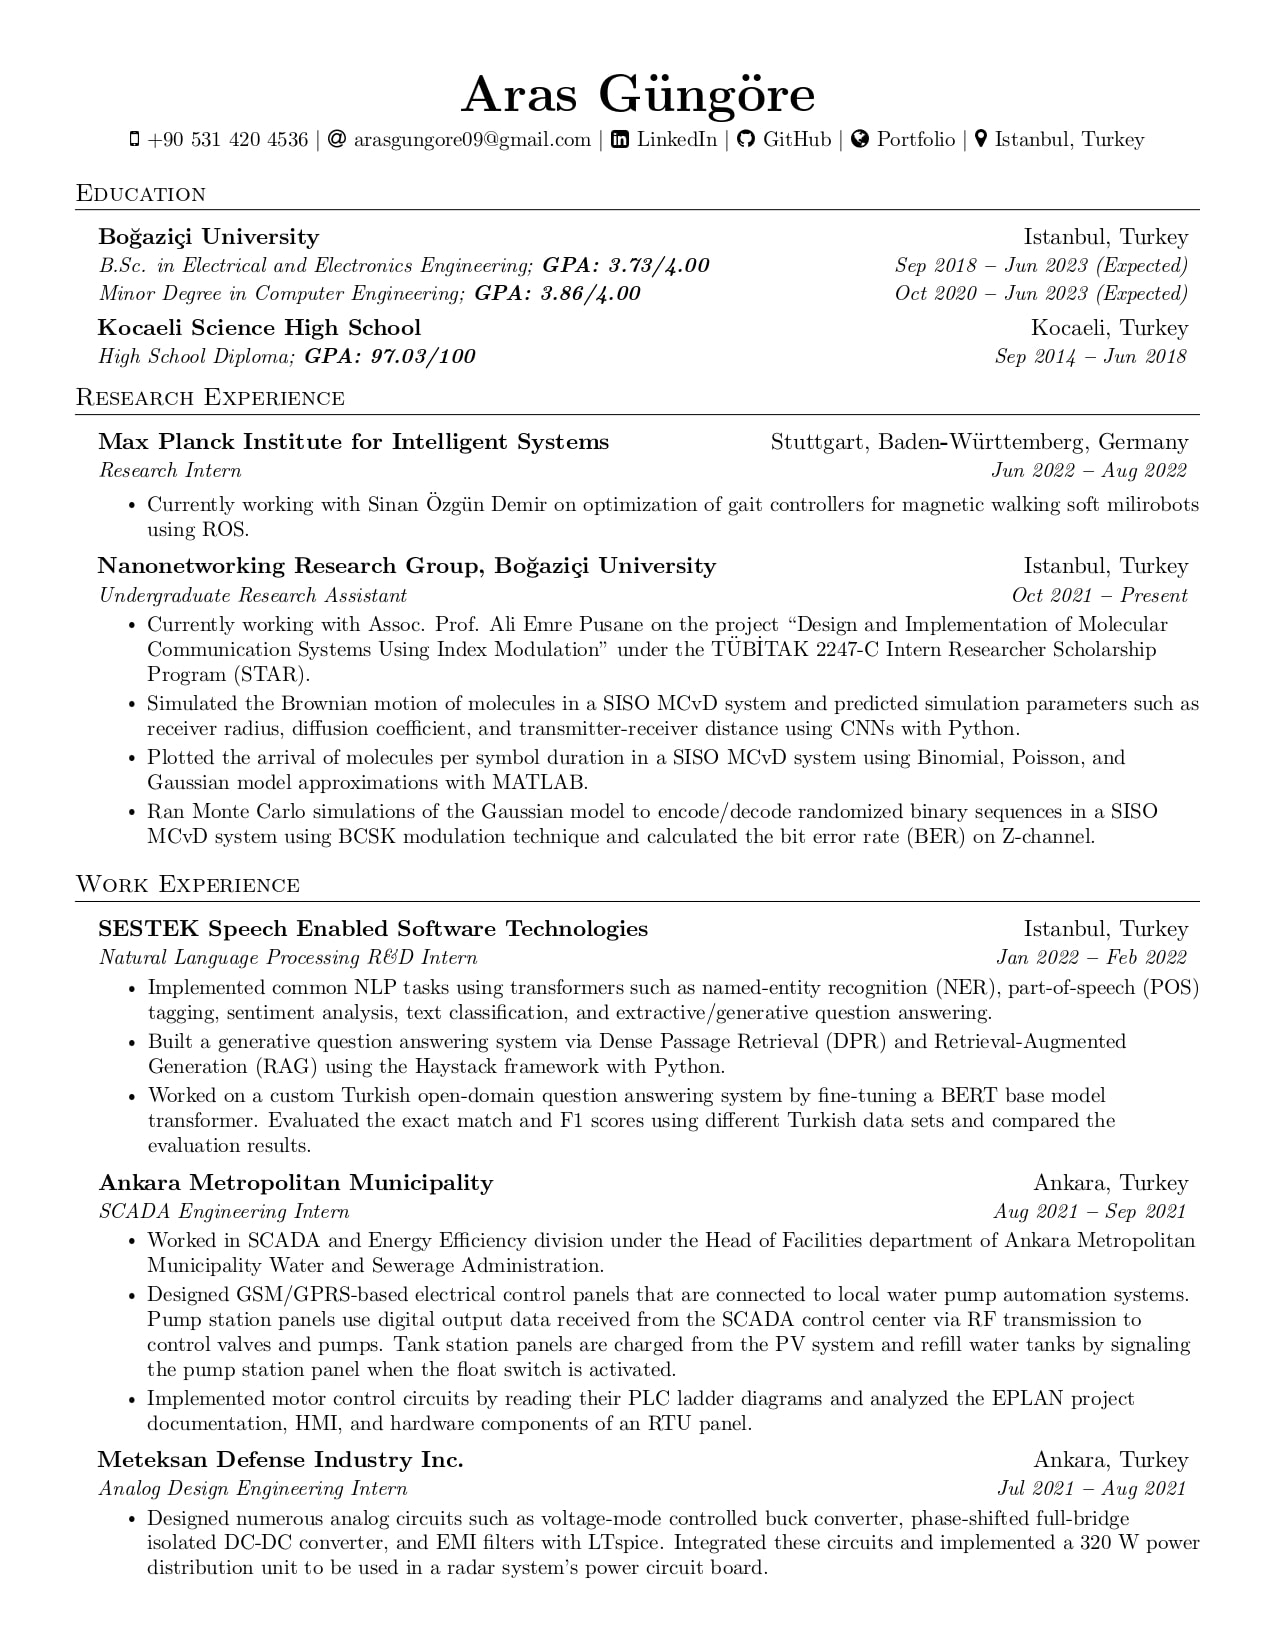 Aras Güngöre
+90 531 420 4536 | arasgungore09@gmail.com | LinkedIn | GitHub | Portfolio | Istanbul, Turkey
Education
Boğaziçi University Istanbul, Turkey
B.Sc. in Electrical and Electronics Engineering; GPA: 3.73/4.00 Sep 2018 – Jun 2023 (Expected)
Minor Degree in Computer Engineering; GPA: 3.86/4.00 Oct 2020 – Jun 2023 (Expected)
Kocaeli Science High School Kocaeli, Turkey
High School Diploma; GPA: 97.03/100 Sep 2014 – Jun 2018
Research Experience
Max Planck Institute for Intelligent Systems Stuttgart, Baden-Württemberg, Germany
Research Intern Jun 2022 – Aug 2022
• Currently working with Sinan Özgün Demir on optimization of gait controllers for magnetic walking soft milirobots
using ROS.
Nanonetworking Research Group, Boğaziçi University Istanbul, Turkey
Undergraduate Research Assistant Oct 2021 – Present
• Currently working with Assoc. Prof. Ali Emre Pusane on the project “Design and Implementation of Molecular
Communication Systems Using Index Modulation” under the TÜBİTAK 2247-C Intern Researcher Scholarship
Program (STAR).
• Simulated the Brownian motion of molecules in a SISO MCvD system and predicted simulation parameters such as
receiver radius, diffusion coefficient, and transmitter-receiver distance using CNNs with Python.
• Plotted the arrival of molecules per symbol duration in a SISO MCvD system using Binomial, Poisson, and
Gaussian model approximations with MATLAB.
• Ran Monte Carlo simulations of the Gaussian model to encode/decode randomized binary sequences in a SISO
MCvD system using BCSK modulation technique and calculated the bit error rate (BER) on Z-channel.
Work Experience
SESTEK Speech Enabled Software Technologies Istanbul, Turkey
Natural Language Processing R&D Intern Jan 2022 – Feb 2022
• Implemented common NLP tasks using transformers such as named-entity recognition (NER), part-of-speech (POS)
tagging, sentiment analysis, text classification, and extractive/generative question answering.
• Built a generative question answering system via Dense Passage Retrieval (DPR) and Retrieval-Augmented
Generation (RAG) using the Haystack framework with Python.
• Worked on a custom Turkish open-domain question answering system by fine-tuning a BERT base model
transformer. Evaluated the exact match and F1 scores using different Turkish data sets and compared the
evaluation results.
Ankara Metropolitan Municipality Ankara, Turkey
SCADA Engineering Intern Aug 2021 – Sep 2021
• Worked in SCADA and Energy Efficiency division under the Head of Facilities department of Ankara Metropolitan
Municipality Water and Sewerage Administration.
• Designed GSM/GPRS-based electrical control panels that are connected to local water pump automation systems.
Pump station panels use digital output data received from the SCADA control center via RF transmission to
control valves and pumps. Tank station panels are charged from the PV system and refill water tanks by signaling
the pump station panel when the float switch is activated.
• Implemented motor control circuits by reading their PLC ladder diagrams and analyzed the EPLAN project
documentation, HMI, and hardware components of an RTU panel.
Meteksan Defense Industry Inc. Ankara, Turkey
Analog Design Engineering Intern Jul 2021 – Aug 2021
• Designed numerous analog circuits such as voltage-mode controlled buck converter, phase-shifted full-bridge
isolated DC-DC converter, and EMI filters with LTspice. Integrated these circuits and implemented a 320 W power
distribution unit to be used in a radar system’s power circuit board.